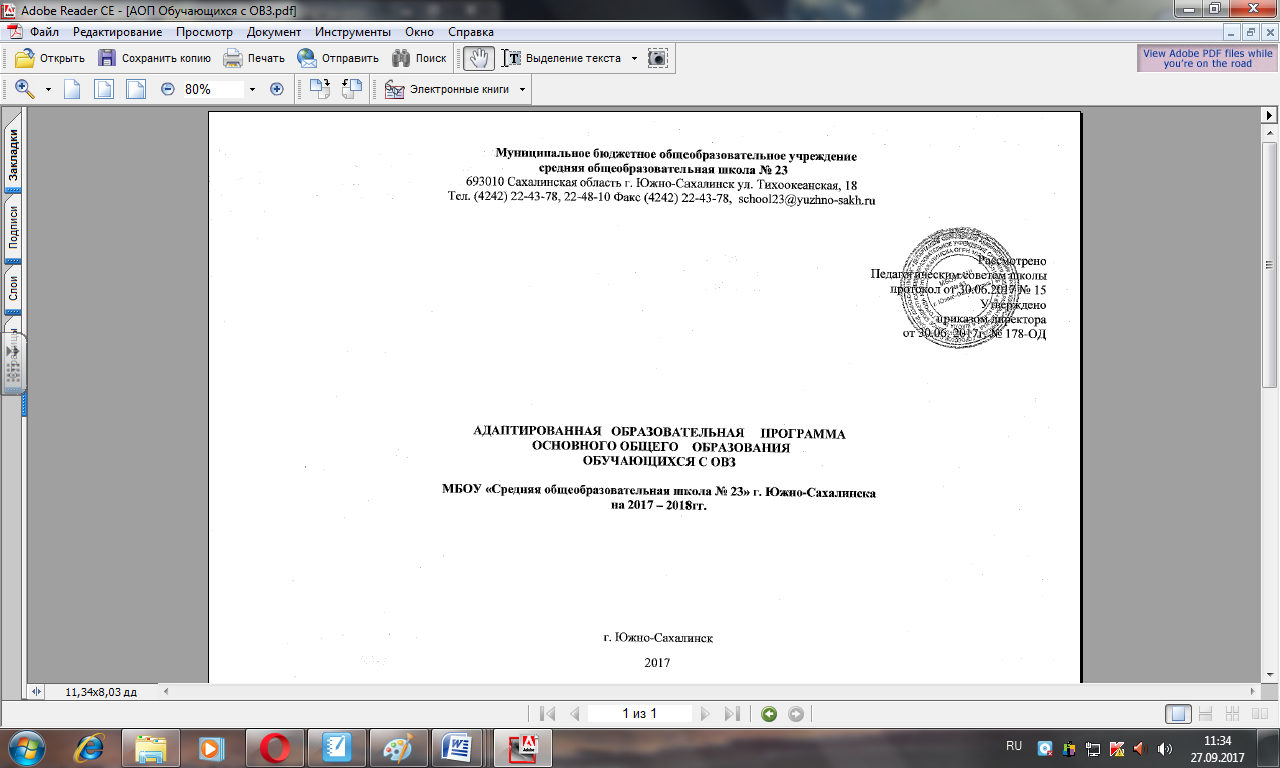 Adobe Reader CE - [АОП Обучающихся с ОВЗ.pdf]
Файл Редактирование Просмотр Документ Инструменты Окно Справка
Открыть Сохранить копию Печать Отправить Поиск Выделение текста
View Adobe PDF files while
you're on the road
80% Электронные книги
Закладки
Подписи
Слои
Муниципальное бюджетное общеобразовательное учреждение
средняя общеобразовательная школа № 23
693010 Сахалинская область г. Южно-Сахалинск ул. Тихоокеанская, 18
Тел. (4242) 22-43-78, 22-48-10 Факс (4242) 22-43-78, school23@yuzhno-sakh.ru
Рассмотрено
Педагогическим советом школы
протокол от 30.06.2017 № 15
Утверждено
приказом директора
от 30.06. 2017г. № 178-ОД
АДАПТИРОВАННАЯ ОБРАЗОВАТЕЛЬНАЯ ПРОГРАММА
ОСНОВНОГО ОБЩЕГО ОБРАЗОВАНИЯ
ОБУЧАЮЩИХСЯ С ОВЗ
МБОУ «Средняя общеобразовательная школа № 23» г. Южно-Сахалинска
на 2017 – 2018гг.
г. Южно-Сахалинск
2017
11,34x8,03 дд
1 из 1
RU
11:34
27.09.2017